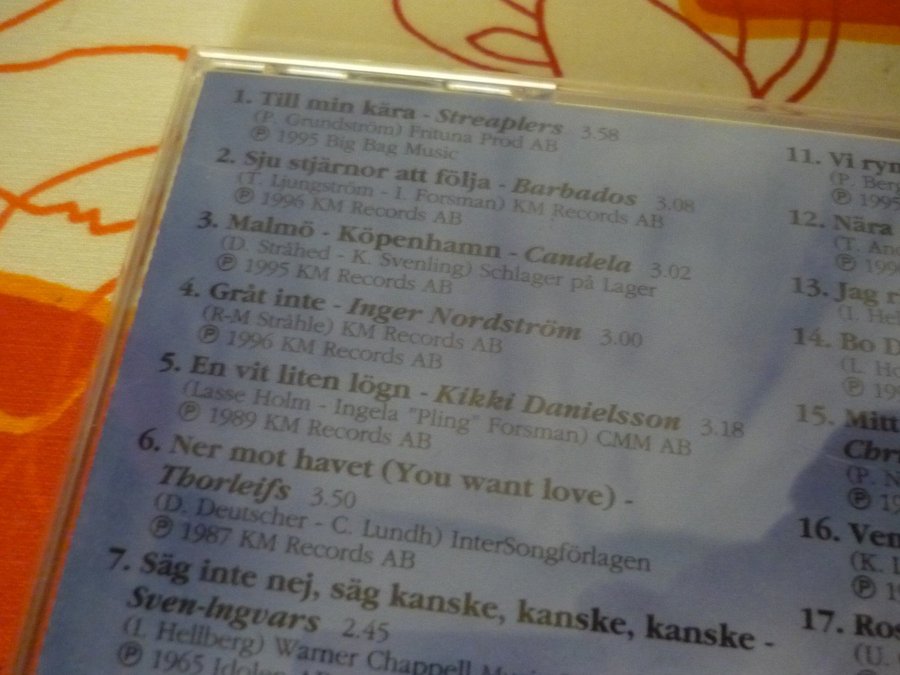 1. Till min kära - Streaplers 3.58
(P. Grundström) Frituna Prod AB
℗ 1995 Big Bag Music
2. Sju stjärnor att följa - Barbados 3.08
(T. Ljungström - I. Forsman) KM Records AB
℗ 1996 KM Records AB
3. Malmö - Köpenhamn - Candela 3.02
(D. Stråhed - K. Svenling) Schlager på Lager
℗ 1995 KM Records AB
4. Gråt inte - Inger Nordström 3.00
(R-M Stråhle) KM Records AB
℗ 1996 KM Records AB
5. En vit liten lögn - Kikki Danielsson 3.18
(Lasse Holm - Ingela "Pling" Forsman) CMM AB
℗ 1989 KM Records AB
6. Ner mot havet (You want love) -
Thorleifs 3.50
(D. Deutscher - C. Lundh) InterSongförlagen
℗ 1987 KM Records AB
7. Säg inte nej, säg kanske, kanske, kanske -
Sven-Ingvars 2.45
(I. Hellberg) Warner Chappell
℗ 1965
11. Vi
(P.
℗ 1995
12. Nära
(T.
℗
13. Jag
(I.
14. Bo
(L.
℗
15. Mitt
(P.
℗
16.
(K.
℗
17.
(U.